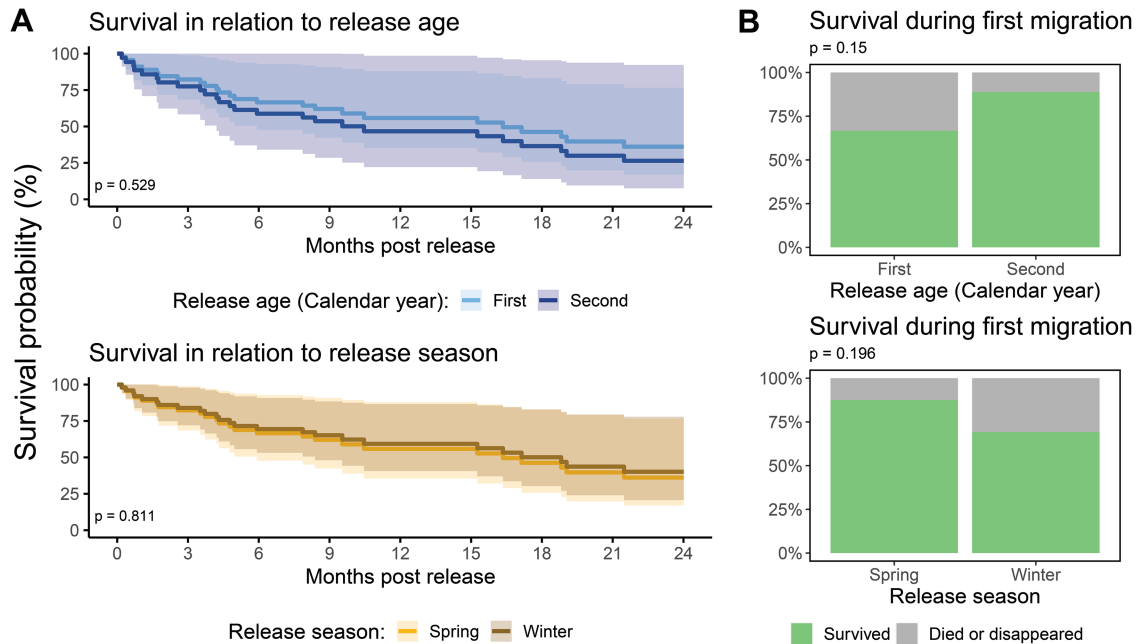 A
Survival in relation to release age
Survival probability (%)
100
75
50
25
0
p = 0.529
0 3 6 9 12 15 18 21 24
Months post release
Release age (Calendar year): First Second
Survival in relation to release season
100
75
50
25
0
p = 0.811
0 3 6 9 12 15 18 21 24
Months post release
Release season: Spring Winter
B
Survival during first migration
p = 0.15
100%
75%
50%
25%
0%
First Second
Release age (Calendar year)
Survival during first migration
p = 0.196
100%
75%
50%
25%
0%
Spring Winter
Release season
Survived Died or disappeared